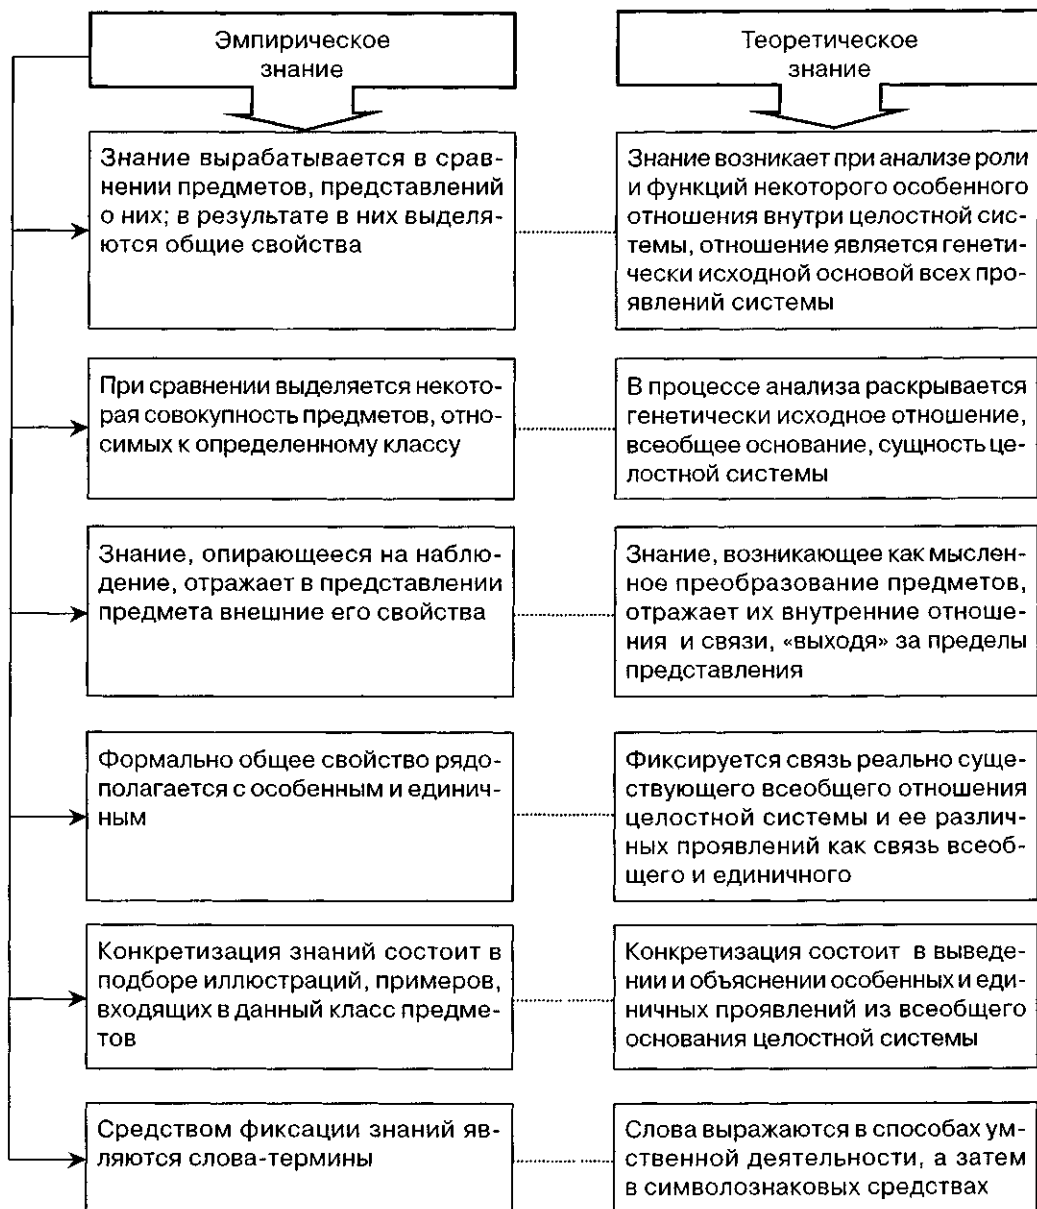 Эмпирическое
знание
Теоретическое
знание
Знание вырабатывается в срав-
нении предметов, представлений
о них; в результате в них выделя-
ются общие свойства
Знание возникает при анализе роли
и функций некоторого особенного
отношения внутри целостной сис-
темы, отношение является генети-
чески исходной основой всех про-
явлений системы
При сравнении выделяется некото-
рая совокупность предметов, отно-
симых к определенному классу
В процессе анализа раскрывается
генетически исходное отношение,
всеобщее основание, сущность це-
лостной системы
Знание, опирающееся на наблю-
дение, отражает в представлении
предмета внешние его свойства
Знание, возникающее как мыслен-
ное преобразование предметов,
отражает их внутренние отноше-
ния и связи, «выходя» за пределы
представления
Формально общее свойство рядо-
полагается с особенным и единич-
ным
Фиксируется связь реально суще-
ствующего всеобщего отношения
целостной системы и ее различ-
ных проявлений как связь всеоб-
щего и единичного
Конкретизация знаний состоит в
подборе иллюстраций, примеров,
входящих в данный класс предме-
тов
Конкретизация состоит в выведе-
нии и объяснении особенных и еди-
ничных проявлений из всеобщего
основания целостной системы
Средством фиксации знаний яв-
ляются слова-термины
Слова выражаются в способах ум-
ственной деятельности, а затем
в символознаковых средствах